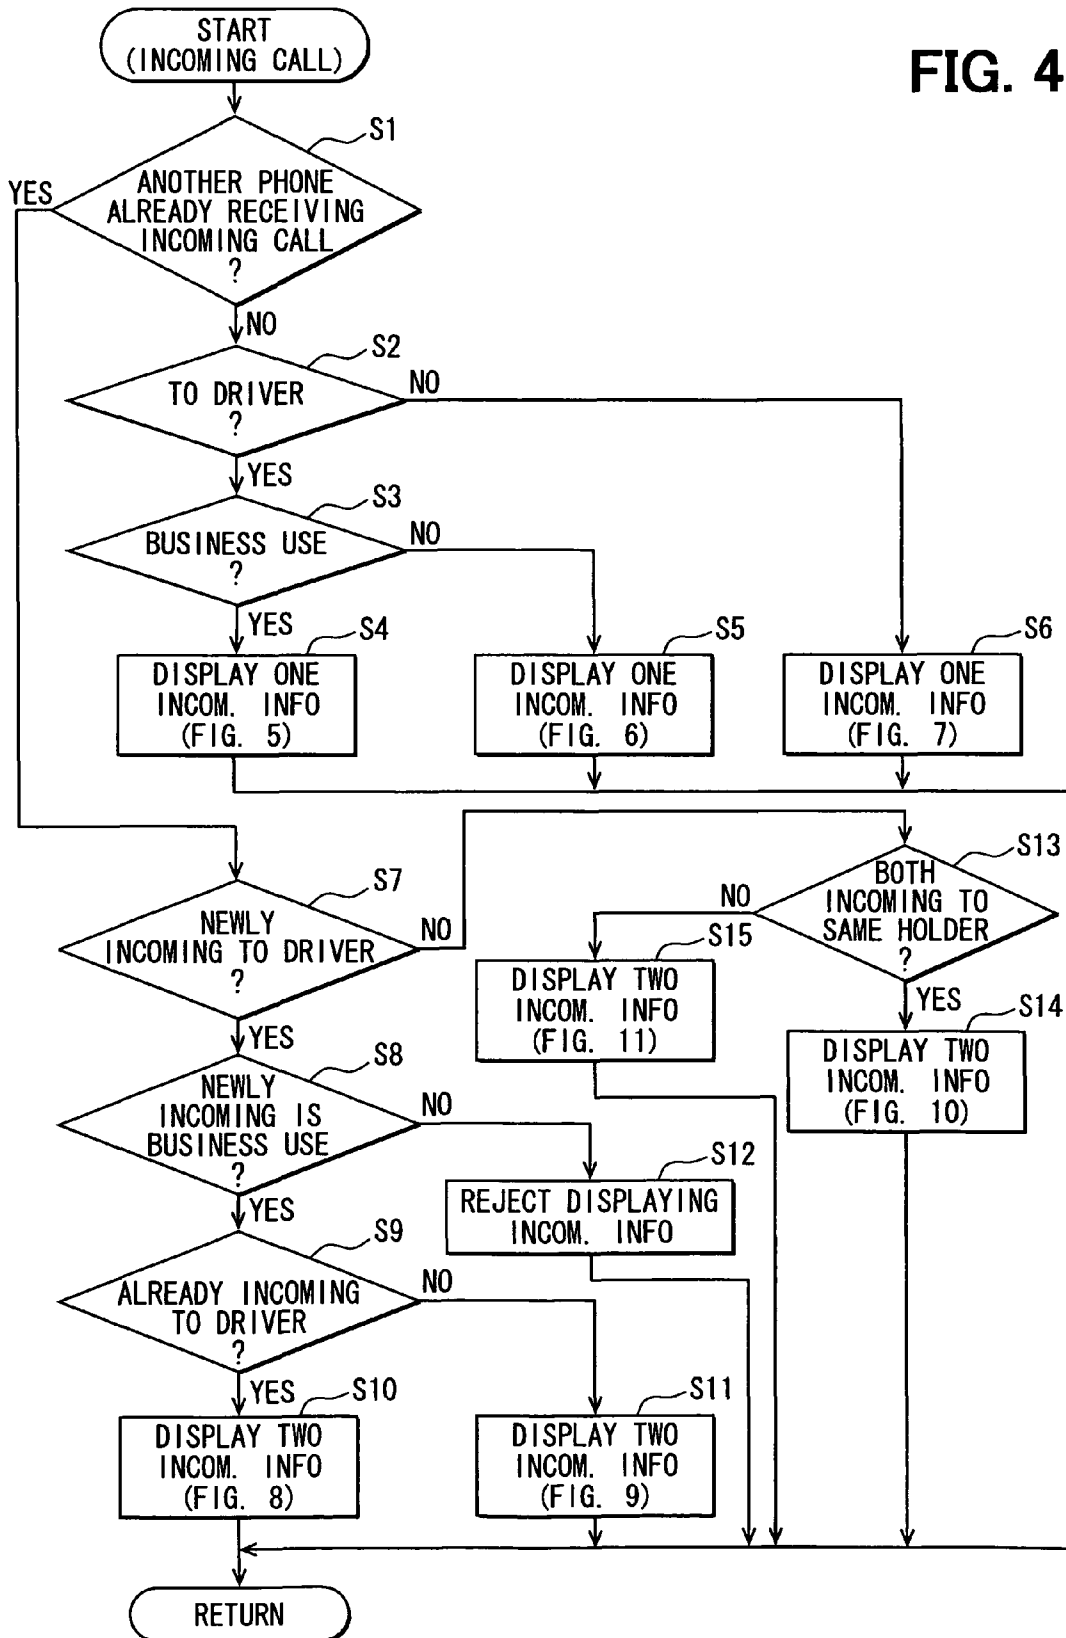 START
(INCOMING CALL)
FIG. 4
S1
YES
ANOTHER PHONE
ALREADY RECEIVING
INCOMING CALL
?
NO
S2
TO DRIVER
?
NO
YES
S3
BUSINESS USE
?
NO
YES
S4
DISPLAY ONE
INCOM. INFO
(FIG. 5)
S5
DISPLAY ONE
INCOM. INFO
(FIG. 6)
S6
DISPLAY ONE
INCOM. INFO
(FIG. 7)
S7
NEWLY
INCOMING TO DRIVER
?
NO
YES
S13
BOTH
INCOMING TO
SAME HOLDER
?
NO
YES
S15
DISPLAY TWO
INCOM. INFO
(FIG. 11)
S14
DISPLAY TWO
INCOM. INFO
(FIG. 10)
S8
NEWLY
INCOMING IS
BUSINESS USE
?
NO
YES
S12
REJECT DISPLAYING
INCOM. INFO
S9
ALREADY INCOMING
TO DRIVER
?
NO
YES
S10
DISPLAY TWO
INCOM. INFO
(FIG. 8)
S11
DISPLAY TWO
INCOM. INFO
(FIG. 9)
RETURN